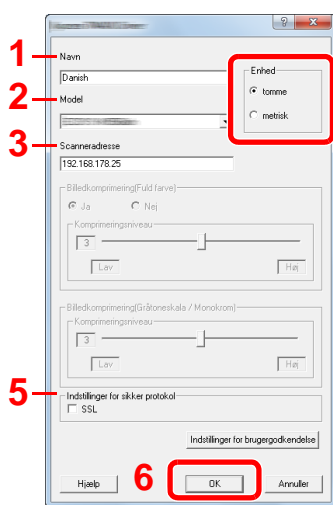 1 Navn
Danish
Enhed
tomme
metrisk
2 Model
3 Scanneradresse
192.168.178.25
Billedkomprimering(Fuld farve)
Ja Nej
Komprimeringsniveau
3
Lav Høj
Billedkomprimering(Gråtoneskala / Monokrom)
Komprimeringsniveau
3
Lav Høj
5 Indstillinger for sikker protokol
SSL
Indstillinger for brugergodkendelse
Hjælp 6 OK Annuller